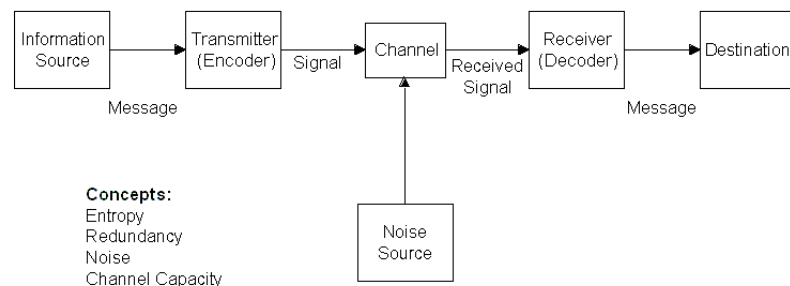 Information
Source
Transmitter
(Encoder)
Channel
Receiver
(Decoder)
Destination
Message
Signal
Received
Signal
Message
Concepts:
Entropy
Redundancy
Noise
Channel Capacity
Noise
Source